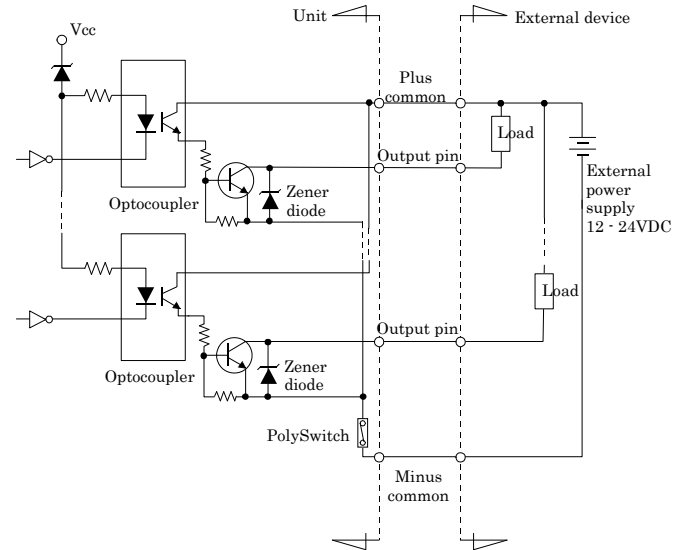 Unit
External device
Vcc
Plus
common
Load
Output pin
Zener
diode
Optocoupler
External
power
supply
12 - 24VDC
Load
Output pin
Zener
diode
Optocoupler
PolySwitch
Minus
common